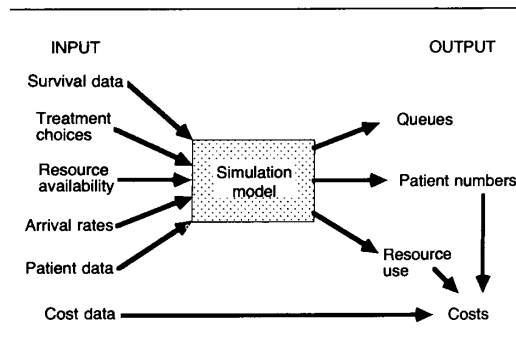 INPUT
OUTPUT
Survival data
Treatment
choices
Resource
availability
Arrival rates
Patient data
Cost data
Simulation
model
Queues
Patient numbers
Resource
use
Costs